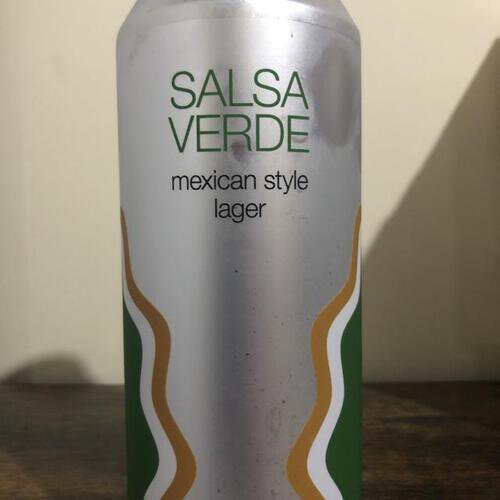 SALSA
VERDE
mexican style
lager